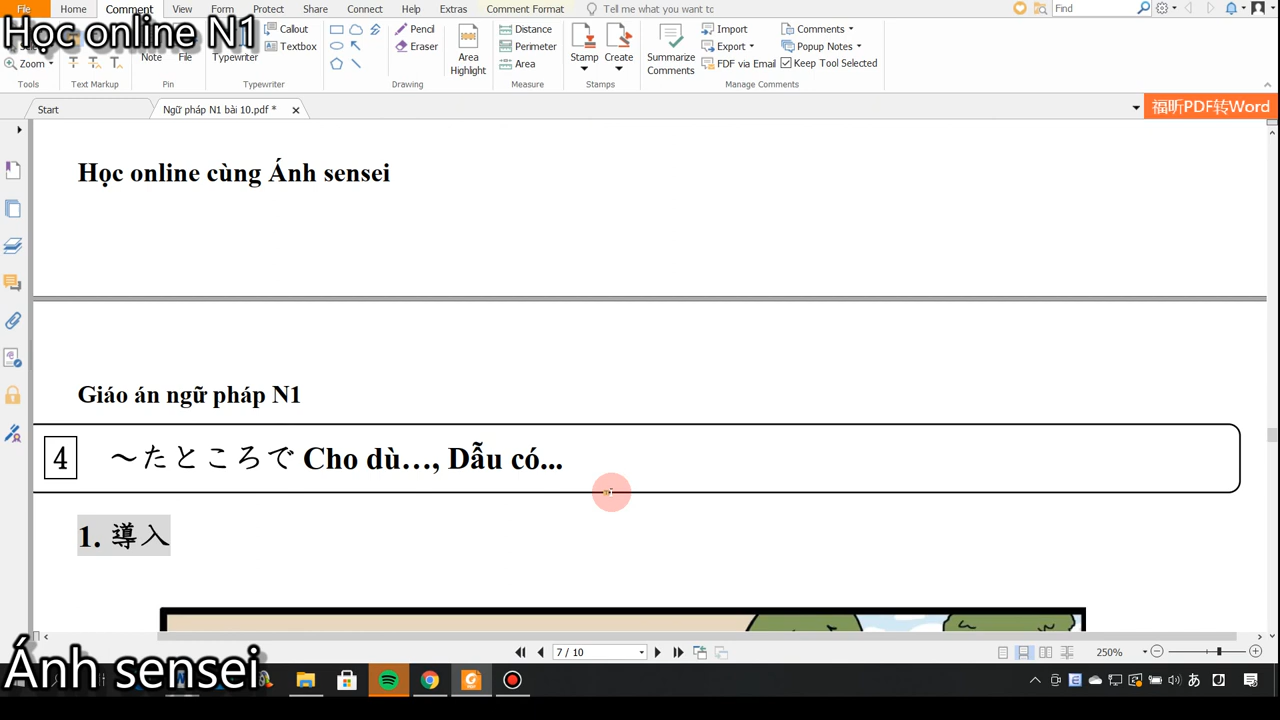 File Home Comment View Form Protect Share Connect Help Extras Comment Format Tell me what you want tc Find
Học online N1
Zoom Note File Typewriter Callout Textbox Pencil Eraser Area Highlight Distance Perimeter Area Stamp Create Summarize Comments Import Export FDF via Email Comments Popup Notes Keep Tool Selected
Tools Text Markup Pin Typewriter Drawing Measure Stamps Manage Comments
Start Ngữ pháp N1 bài 10.pdf * 福昕PDF转Word
Học online cùng Ánh sensei
Giáo án ngữ pháp N1
4 ～たところで Cho dù…, Dẫu có...
1. 導入
7 / 10 250%
Ánh sensei